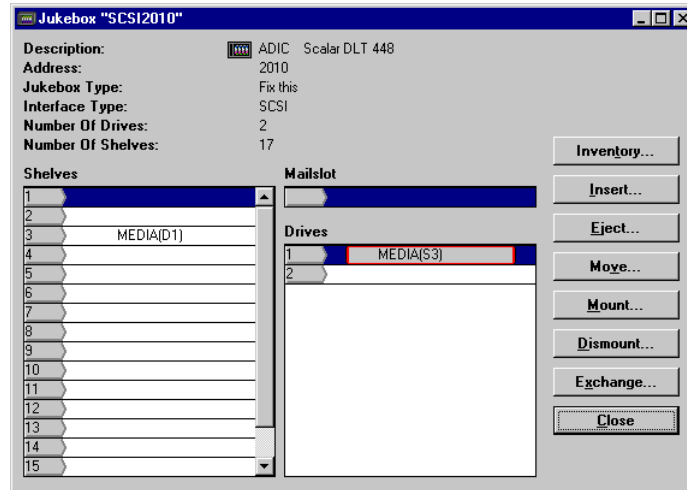 Jukebox "SCSI2010"
Description: ADIC Scalar DLT 448
Address: 2010
Jukebox Type: Fix this
Interface Type: SCSI
Number Of Drives: 2
Number Of Shelves: 17
Shelves
1
2
3 MEDIA(D1)
4
5
6
7
8
9
10
11
12
13
14
15
Mailslot
Drives
1 MEDIA(S3)
2
Inventory...
Insert...
Eject...
Move...
Mount...
Dismount...
Exchange...
Close